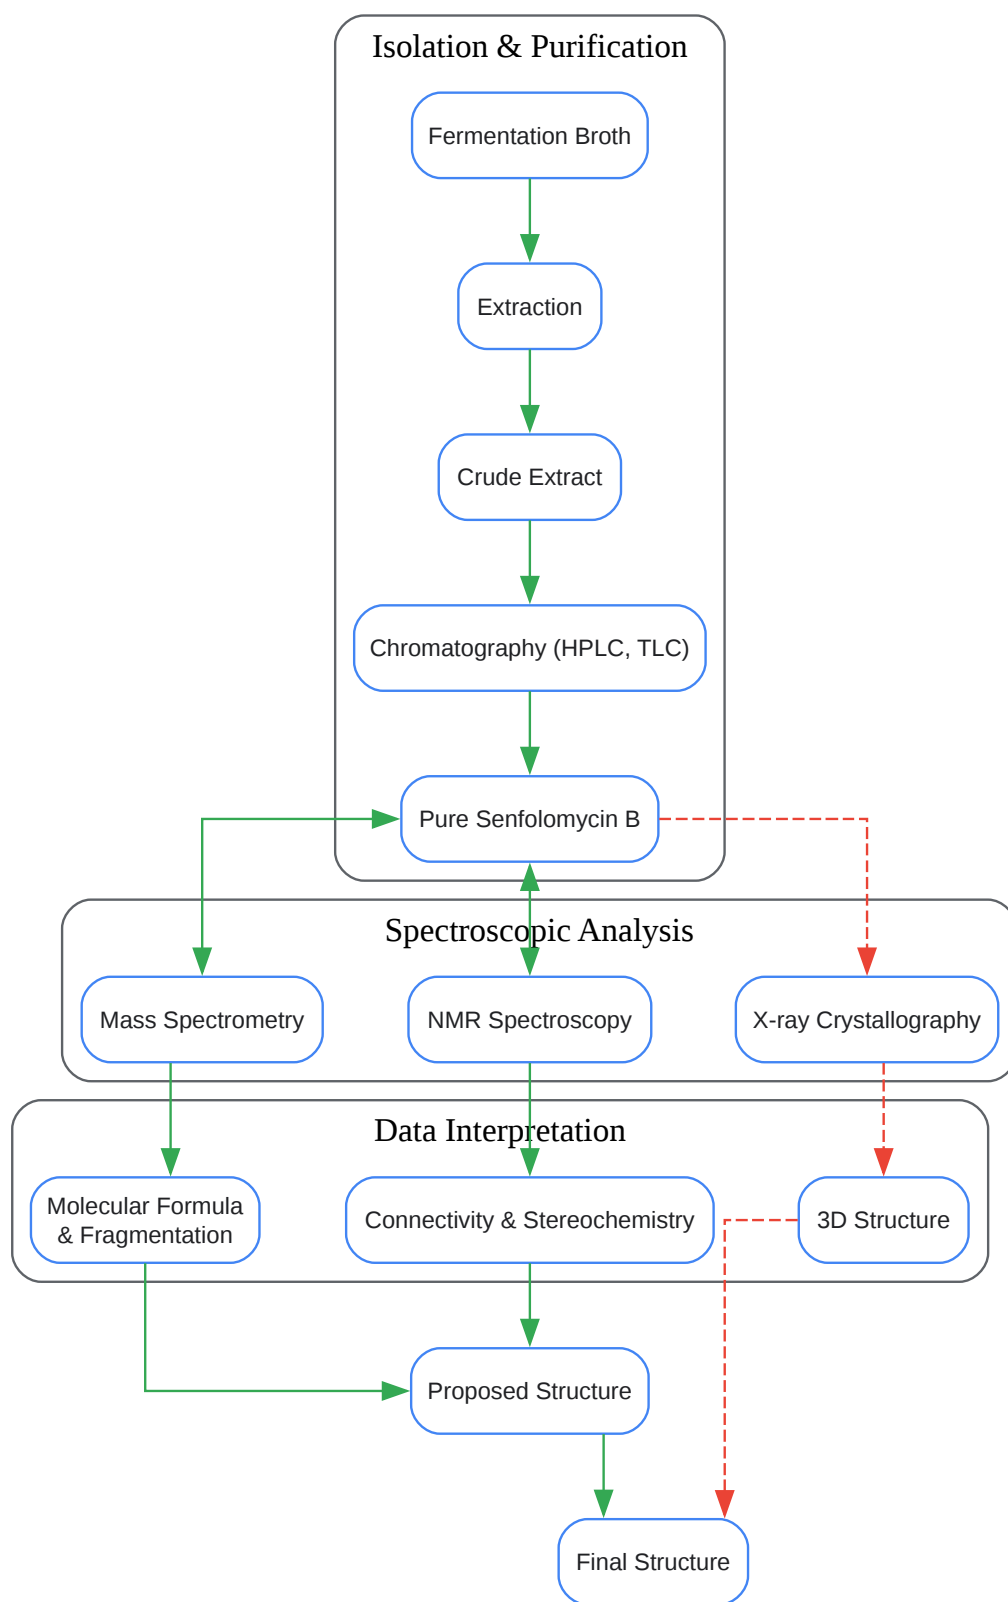 Isolation & Purification
Fermentation Broth
Extraction
Crude Extract
Chromatography (HPLC, TLC)
Pure Senfolomycin B
Spectroscopic Analysis
Mass Spectrometry
NMR Spectroscopy
X-ray Crystallography
Data Interpretation
Molecular Formula
& Fragmentation
Connectivity & Stereochemistry
3D Structure
Proposed Structure
Final Structure